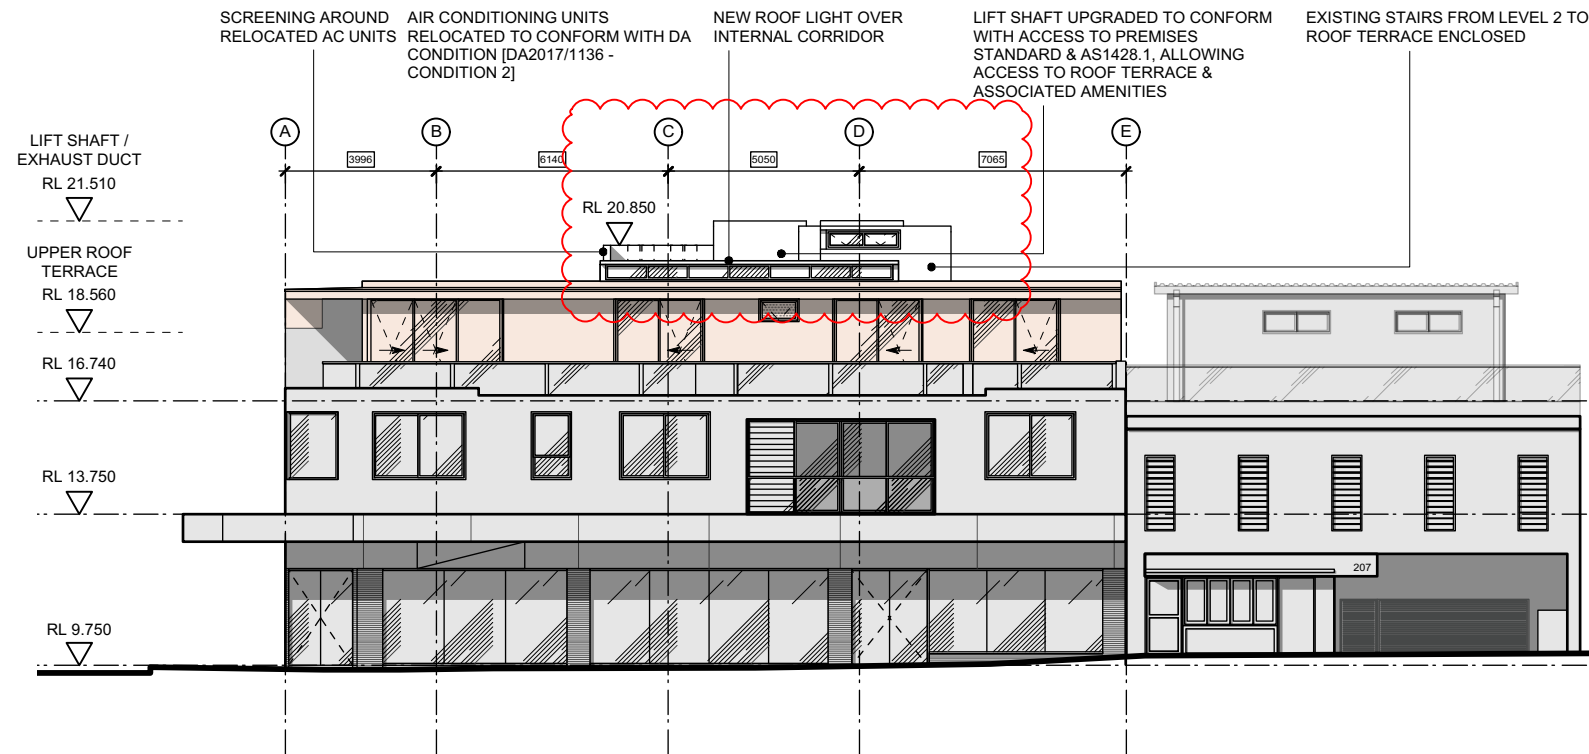 SCREENING AROUND
RELOCATED AC UNITS
AIR CONDITIONING UNITS
RELOCATED TO CONFORM WITH DA
CONDITION [DA2017/1136 -
CONDITION 2]
NEW ROOF LIGHT OVER
INTERNAL CORRIDOR
LIFT SHAFT UPGRADED TO CONFORM
WITH ACCESS TO PREMISES
STANDARD & AS1428.1, ALLOWING
ACCESS TO ROOF TERRACE &
ASSOCIATED AMENITIES
EXISTING STAIRS FROM LEVEL 2 TO
ROOF TERRACE ENCLOSED
A
B
C
D
E
3996
6140
5050
7065
LIFT SHAFT /
EXHAUST DUCT
RL 21.510
RL 20.850
UPPER ROOF
TERRACE
RL 18.560
RL 16.740
RL 13.750
207
RL 9.750